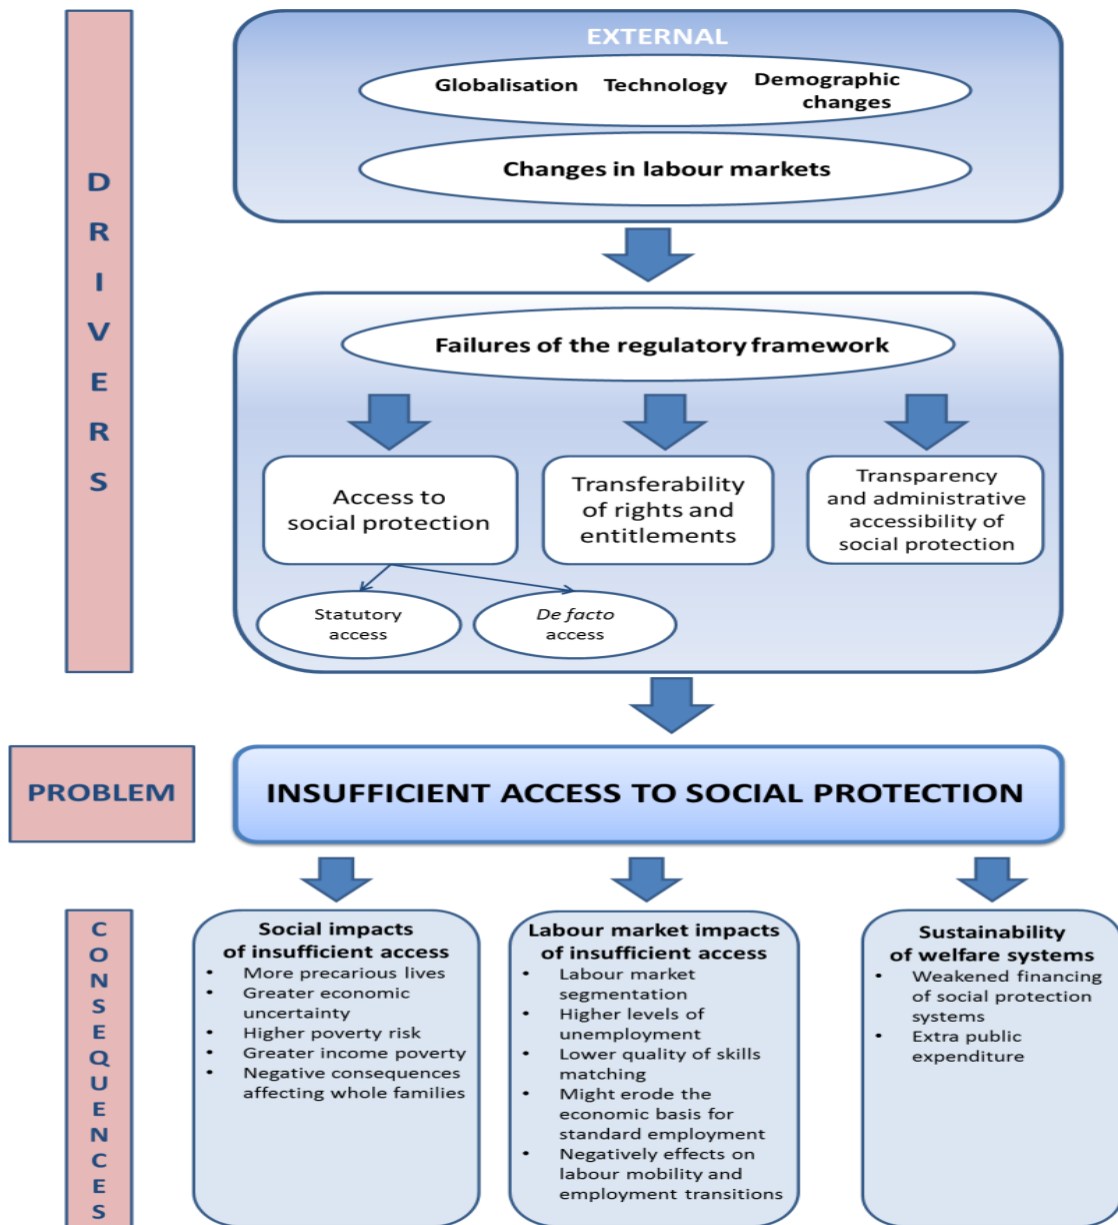 DRIVERS
EXTERNAL
Globalisation Technology Demographic
changes
Changes in labour markets
Failures of the regulatory framework
Access to
social protection
Transferability
of rights and
entitlements
Transparency
and administrative
accessibility of
social protection
Statutory
access
De facto
access
PROBLEM
INSUFFICIENT ACCESS TO SOCIAL PROTECTION
CONSEQUENCES
Social impacts
of insufficient access
• More precarious lives
• Greater economic
uncertainty
• Higher poverty risk
• Greater income poverty
• Negative consequences
affecting whole families
Labour market impacts
of insufficient access
• Labour market
segmentation
• Higher levels of
unemployment
• Lower quality of skills
matching
• Might erode the
economic basis for
standard employment
• Negatively effects on
labour mobility and
employment transitions
Sustainability
of welfare systems
• Weakened financing
of social protection
systems
• Extra public
expenditure